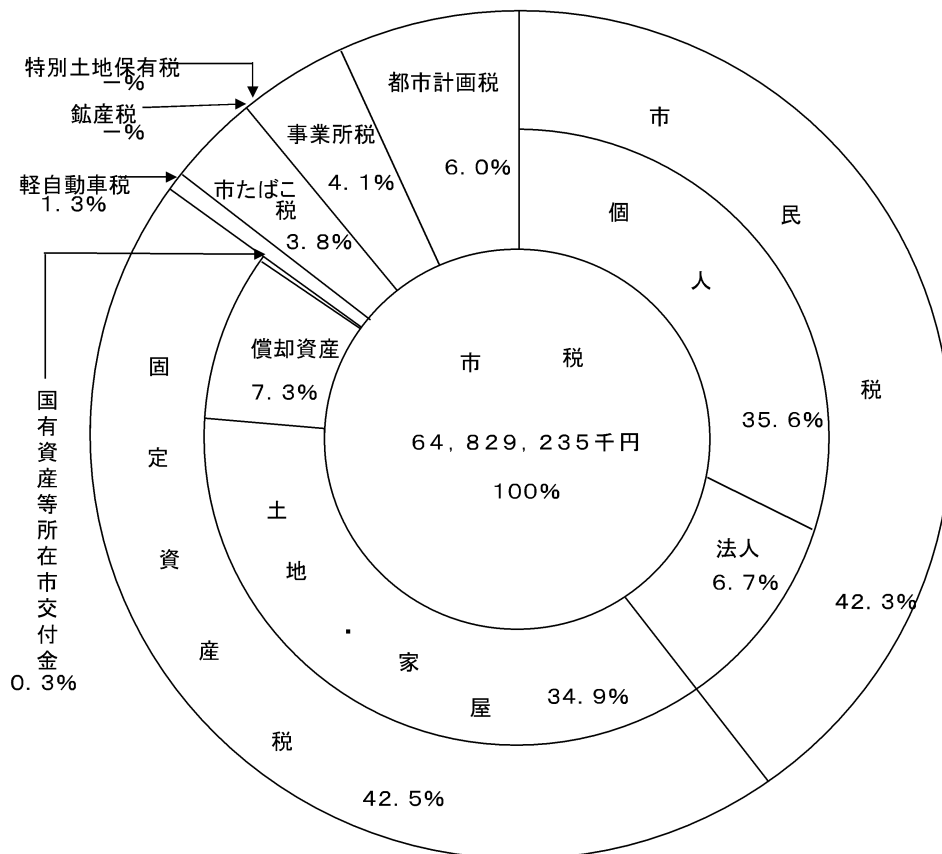 特別土地保有税
－%
鉱産税
－%
軽自動車税
1.3%
市たばこ
税
3.8%
事業所税
4.1%
都市計画税
6.0%
市民税
42.3%
個人
35.6%
法人
6.7%
市税
64,829,235千円
100%
償却資産
7.3%
土地・家屋
34.9%
固定資産税
42.5%
国有資産等所在市交付金
0.3%